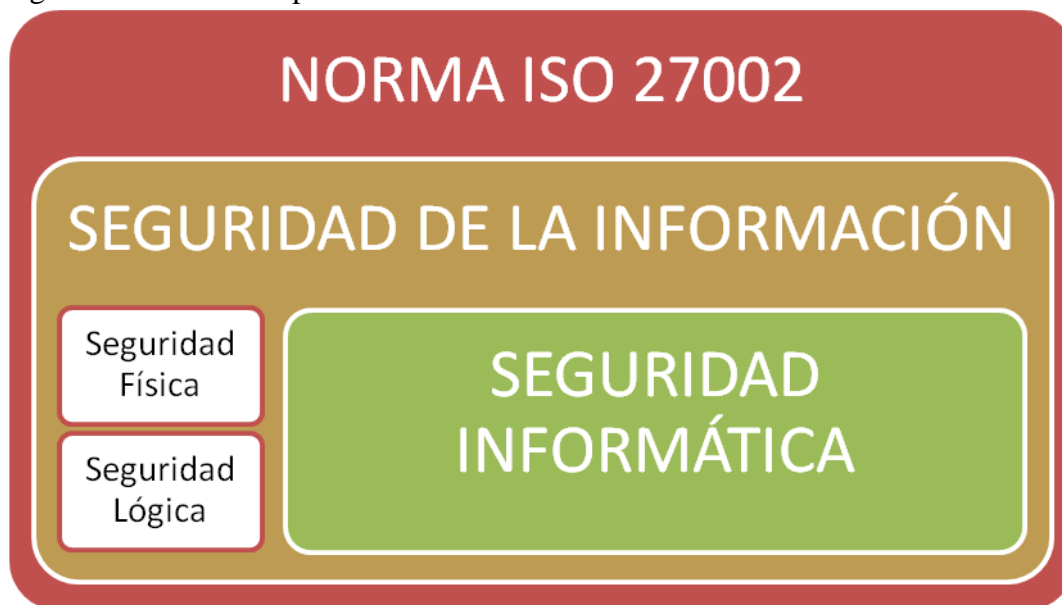 NORMA ISO 27002
SEGURIDAD DE LA INFORMACIÓN
Seguridad
Física
Seguridad
Lógica
SEGURIDAD
INFORMÁTICA